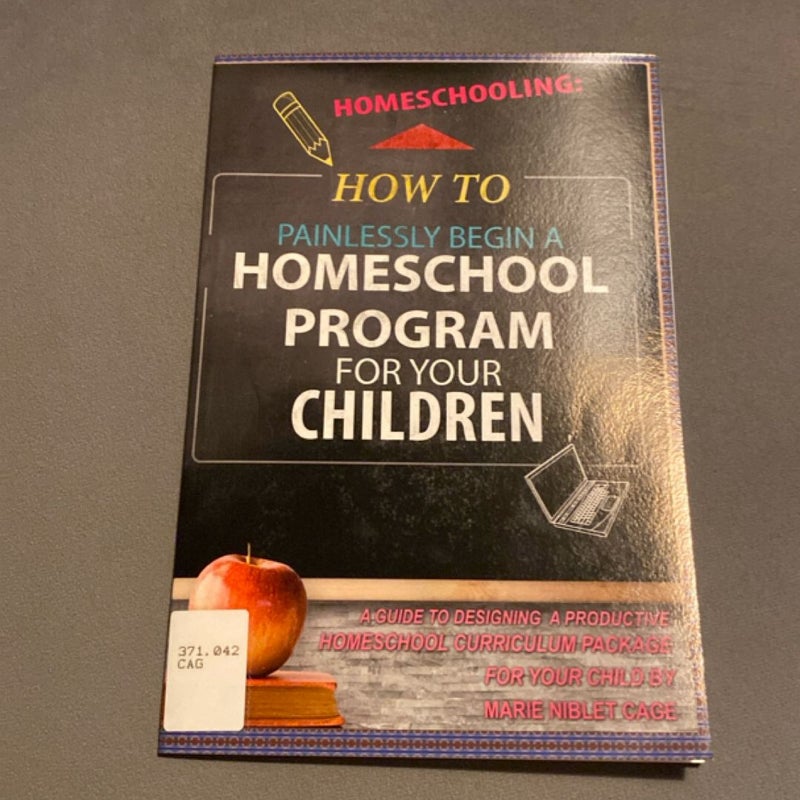 HOMESCHOOLING:
HOW TO
PAINLESSLY BEGIN A
HOMESCHOOL
PROGRAM
FOR YOUR
CHILDREN
A GUIDE TO DESIGNING A PRODUCTIVE
HOMESCHOOL CURRICULUM PACKAGE
FOR YOUR CHILD BY
MARIE NIBLET CAGE
371.042
CAG